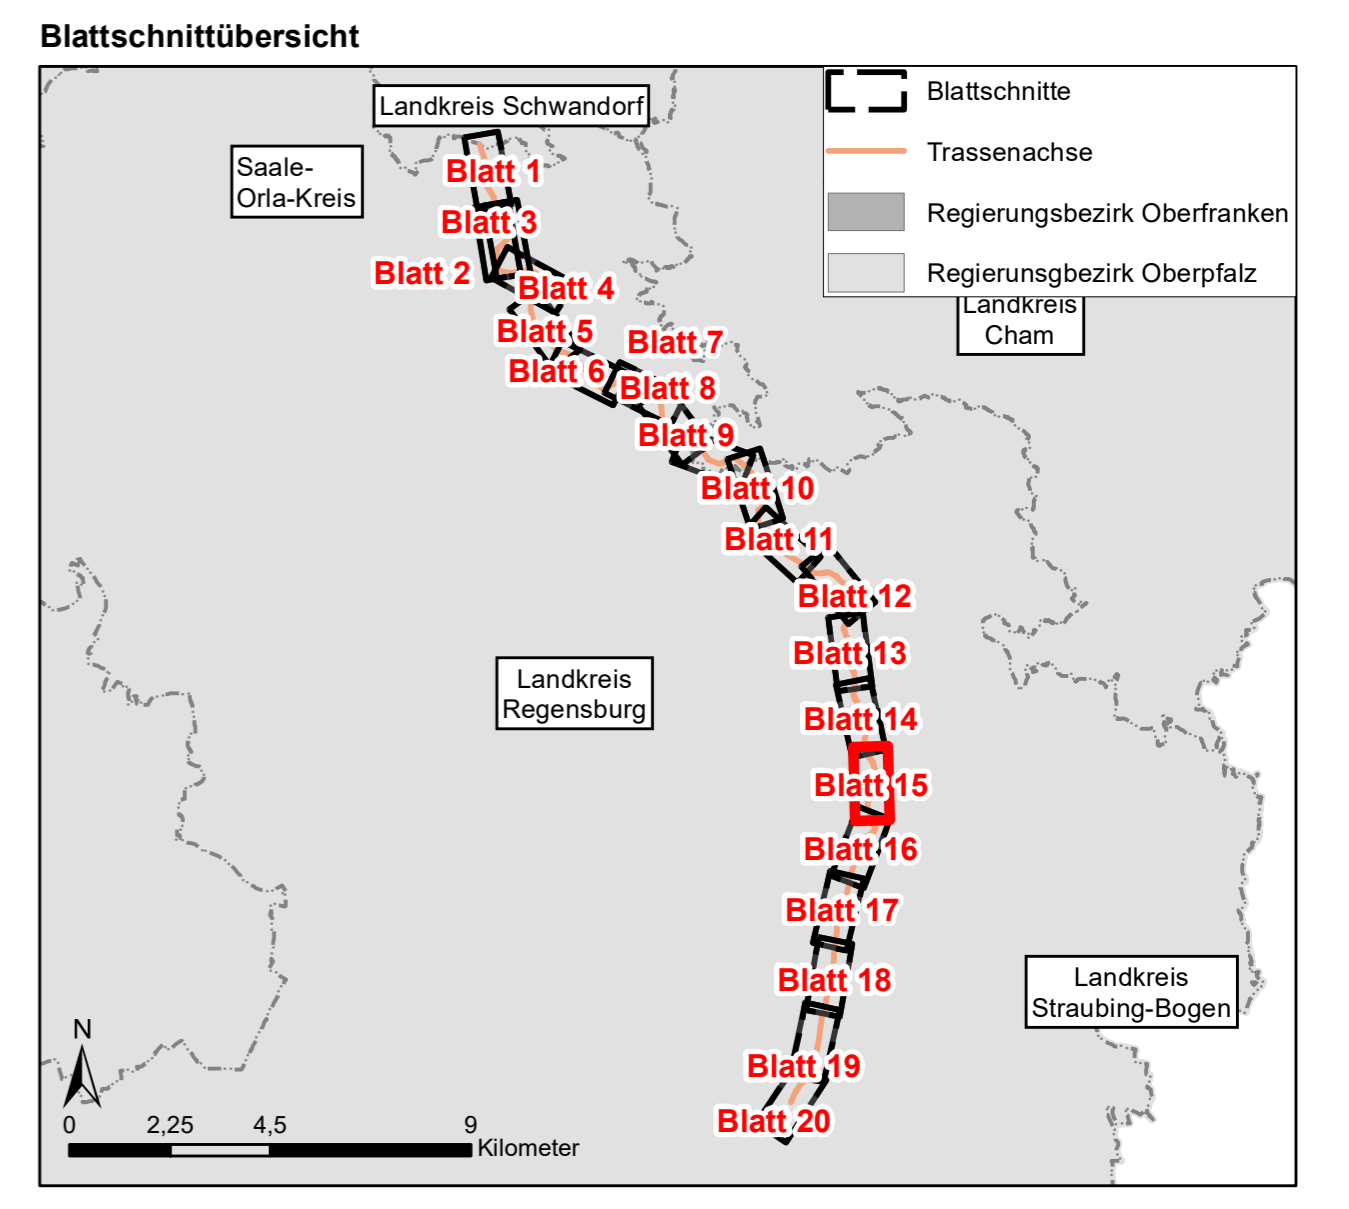 Blattschnittübersicht
Landkreis Schwandorf
Saale-
Orla-Kreis
Blattschnitte
Trassenachse
Regierungsbezirk Oberfranken
Regierunsgbezirk Oberpfalz
Landkreis
Cham
Blatt 1
Blatt 3
Blatt 2
Blatt 4
Blatt 5
Blatt 7
Blatt 6
Blatt 8
Blatt 9
Blatt 10
Blatt 11
Blatt 12
Blatt 13
Landkreis
Regensburg
Blatt 14
Blatt 15
Blatt 16
Blatt 17
Blatt 18
Landkreis
Straubing-Bogen
Blatt 19
Blatt 20
N
0 2,25 4,5 9
Kilometer